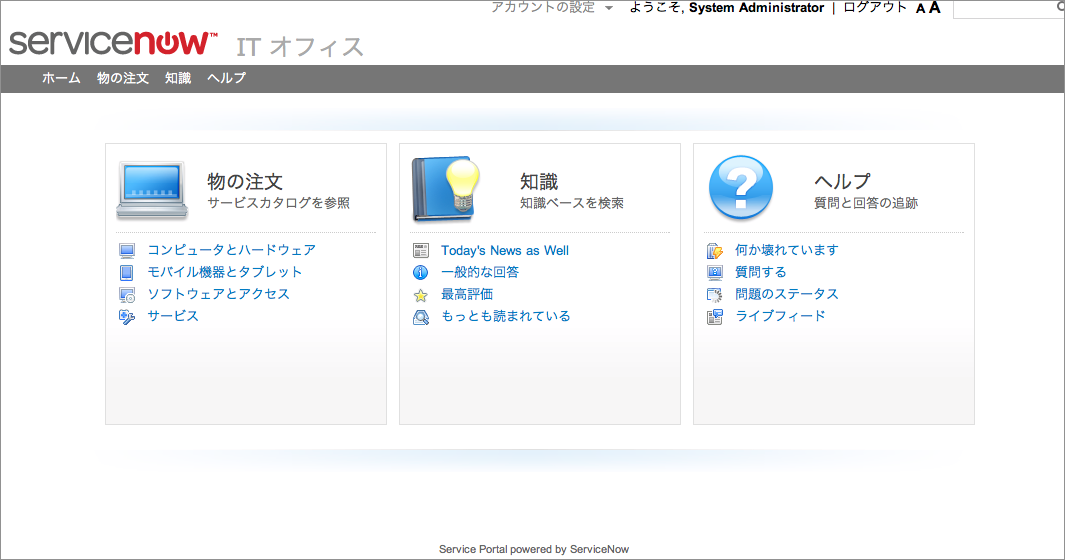 アカウントの設定 ようこそ, System Administrator | ログアウト A A
servicenow™ IT オフィス
ホーム 物の注文 知識 ヘルプ
物の注文
サービスカタログを参照
コンピュータとハードウェア
モバイル機器とタブレット
ソフトウェアとアクセス
サービス
知識
知識ベースを検索
Today's News as Well
一般的な回答
最高評価
もっとも読まれている
ヘルプ
質問と回答の追跡
何か壊れています
質問する
問題のステータス
ライブフィード
Service Portal powered by ServiceNow